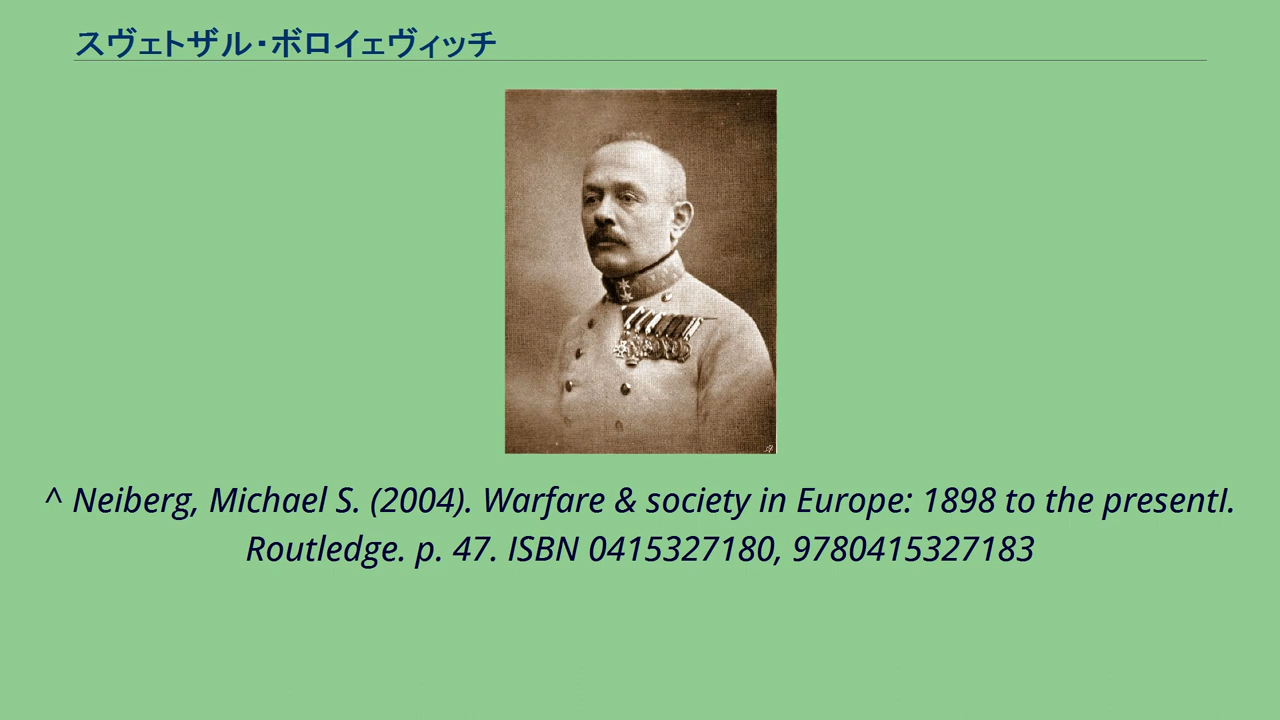 スヴェトザル・ボロイェヴィッチ
^ Neiberg, Michael S. (2004). Warfare & society in Europe: 1898 to the presentI.
Routledge. p. 47. ISBN 0415327180, 9780415327183